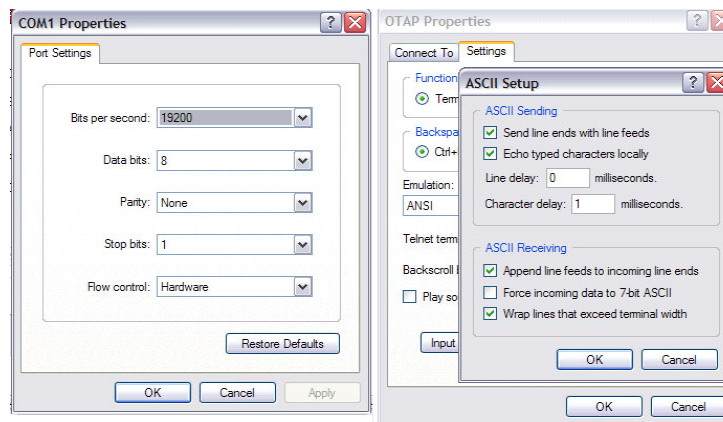 COM1 Properties
Port Settings
Bits per second: 19200
Data bits: 8
Parity: None
Stop bits: 1
Flow control: Hardware
Restore Defaults
OK Cancel Apply
OTAP Properties
Connect To Settings
Function
Term
Backspa
Ctrl+
Emulation:
ANSI
Telnet term
Backscroll
Play so
Input
ASCII Setup
ASCII Sending
Send line ends with line feeds
Echo typed characters locally
Line delay: 0 milliseconds.
Character delay: 1 milliseconds.
ASCII Receiving
Append line feeds to incoming line ends
Force incoming data to 7-bit ASCII
Wrap lines that exceed terminal width
OK Cancel
OK Cancel